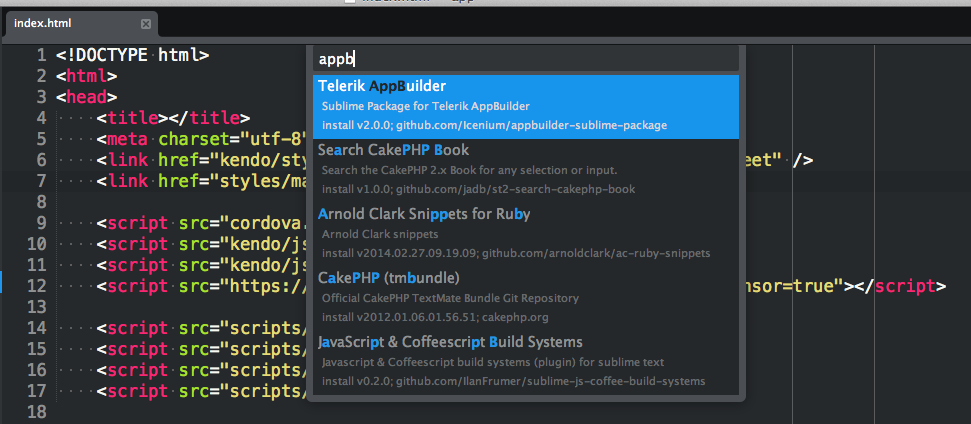 index.html
appb
1 <!DOCTYPE html>
2 <html>
3 <head>
4 <title></title>
5 <meta charset="utf-8"
6 <link href="kendo/sty eet" />
7 <link href="styles/ma
8
9 <script src="cordova.
10 <script src="kendo/js
11 <script src="kendo/js
12 <script src="https:// nsor=true"></script>
13
14 <script src="scripts/
15 <script src="scripts/
16 <script src="scripts/
17 <script src="scripts/
18
Telerik AppBuilder
Sublime Package for Telerik AppBuilder
install v2.0.0; github.com/Icenium/appbuilder-sublime-package
Search CakePHP Book
Search the CakePHP 2.x Book for any selection or input.
install v1.0.0; github.com/jadb/st2-search-cakephp-book
Arnold Clark Snippets for Ruby
Arnold Clark snippets
install v2014.02.27.09.19.09; github.com/arnoldclark/ac-ruby-snippets
CakePHP (tmbundle)
Official CakePHP TextMate Bundle Git Repository
install v2012.01.06.01.56.51; cakephp.org
JavaScript & Coffeescript Build Systems
Javascript & Coffeescript build systems (plugin) for sublime text
install v0.2.0; github.com/IlanFrumer/sublime-js-coffee-build-systems